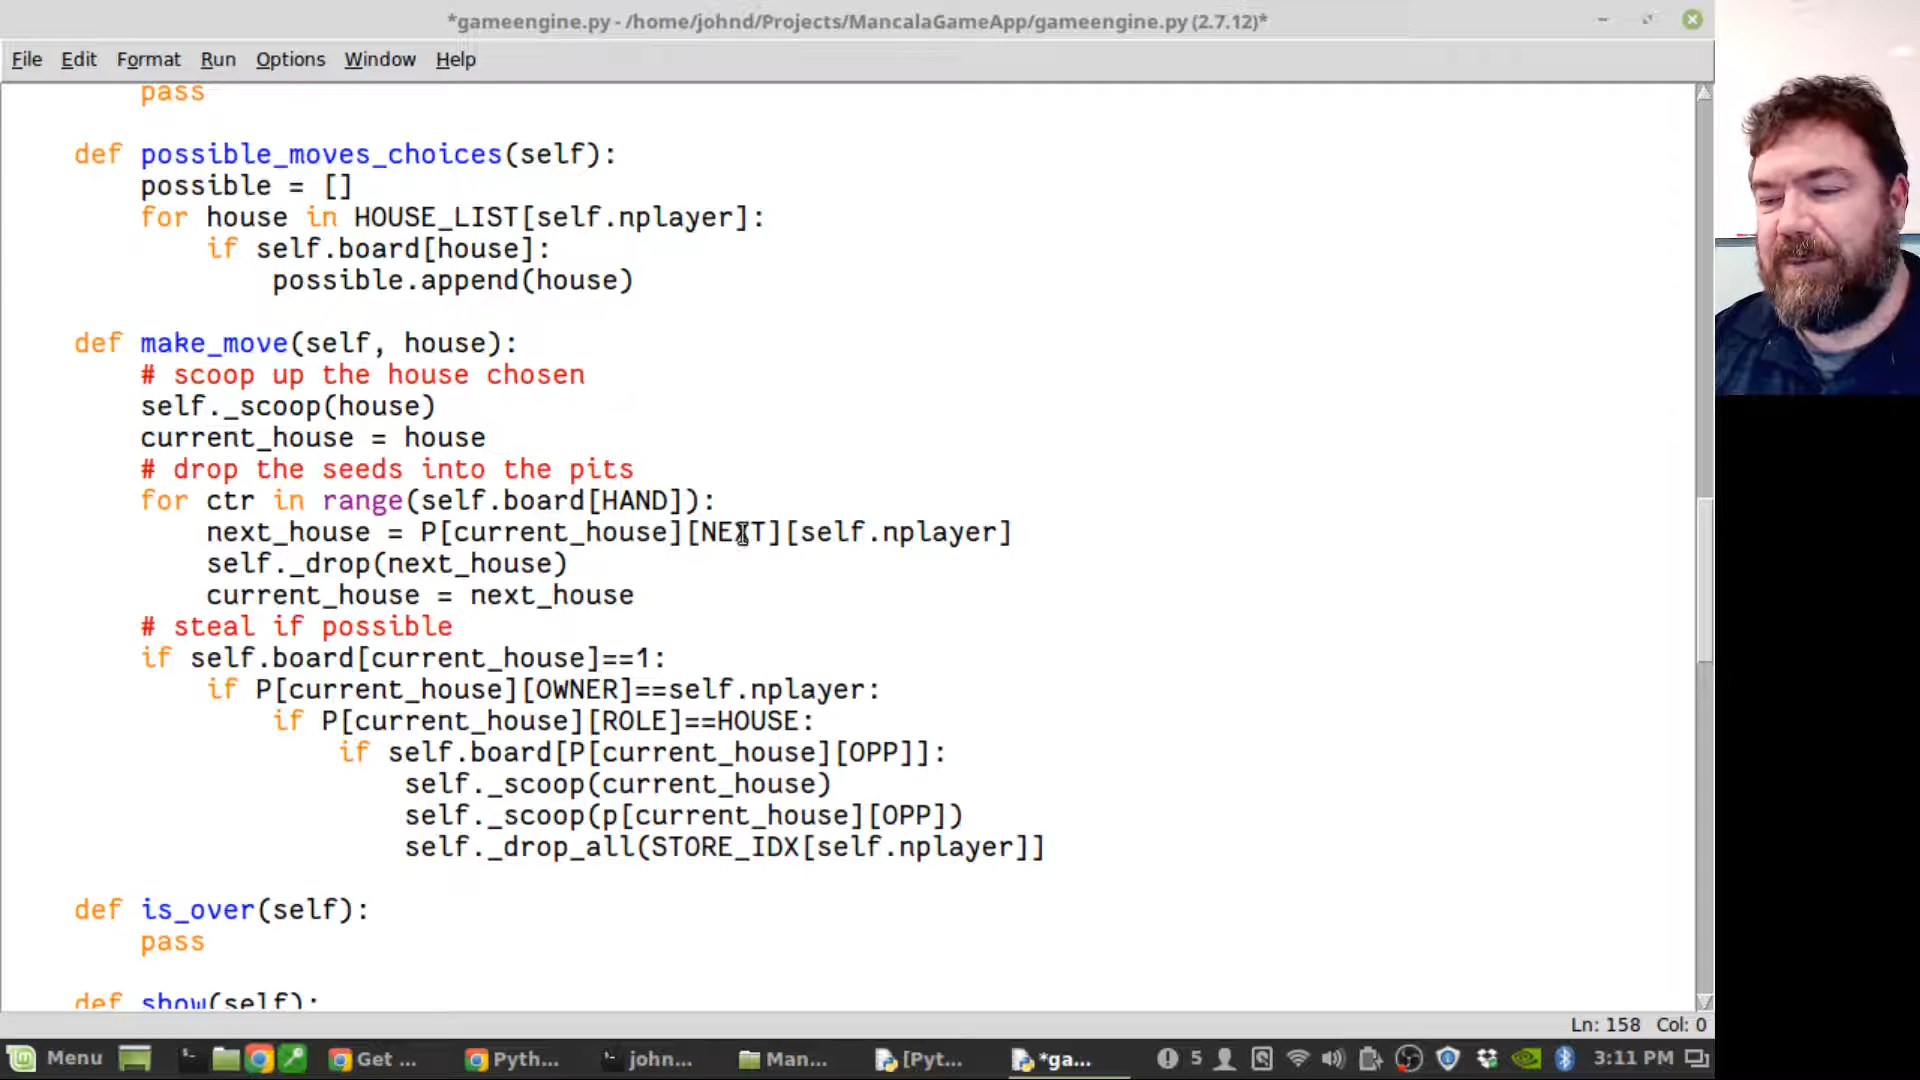 *gameengine.py - /home/johnd/Projects/MancalaGameApp/gameengine.py (2.7.12)*
File Edit Format Run Options Window Help
pass
def possible_moves_choices(self):
possible = []
for house in HOUSE_LIST[self.nplayer]:
if self.board[house]:
possible.append(house)
def make_move(self, house):
# scoop up the house chosen
self._scoop(house)
current_house = house
# drop the seeds into the pits
for ctr in range(self.board[HAND]):
next_house = P[current_house][NEXT][self.nplayer]
self._drop(next_house)
current_house = next_house
# steal if possible
if self.board[current_house]==1:
if P[current_house][OWNER]==self.nplayer:
if P[current_house][ROLE]==HOUSE:
if self.board[P[current_house][OPP]]:
self._scoop(current_house)
self._scoop(p[current_house][OPP])
self._drop_all(STORE_IDX[self.nplayer]]
def is_over(self):
pass
def show(self):
Ln: 158 Col: 0
Menu Get ... Pyth... john... Man... [Pyt... *ga... 5 3:11 PM